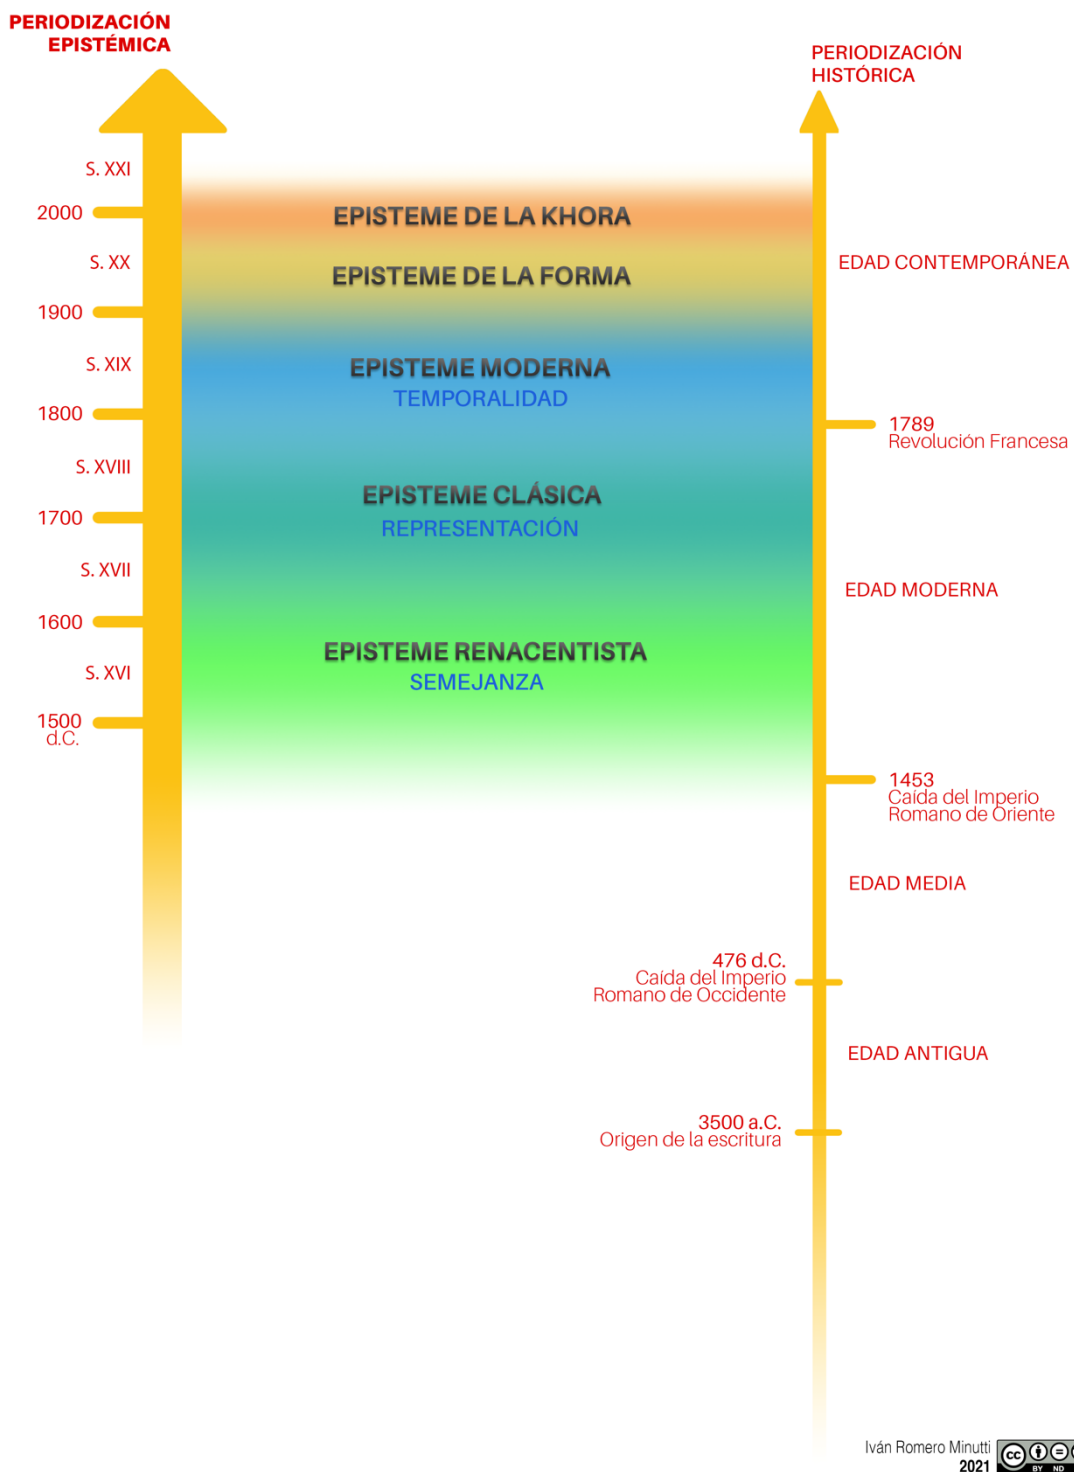 PERIODIZACIÓN
EPISTÉMICA
PERIODIZACIÓN
HISTÓRICA
S. XXI
2000
EPISTEME DE LA KHORA
S. XX
EDAD CONTEMPORÁNEA
EPISTEME DE LA FORMA
1900
S. XIX
EPISTEME MODERNA
TEMPORALIDAD
1800
1789
Revolución Francesa
S. XVIII
EPISTEME CLÁSICA
REPRESENTACIÓN
1700
S. XVII
EDAD MODERNA
1600
EPISTEME RENACENTISTA
SEMEJANZA
S. XVI
1500
d.C.
1453
Caída del Imperio
Romano de Oriente
EDAD MEDIA
476 d.C.
Caída del Imperio
Romano de Occidente
EDAD ANTIGUA
3500 a.C.
Origen de la escritura
Iván Romero Minutti
2021
cc
BY ND